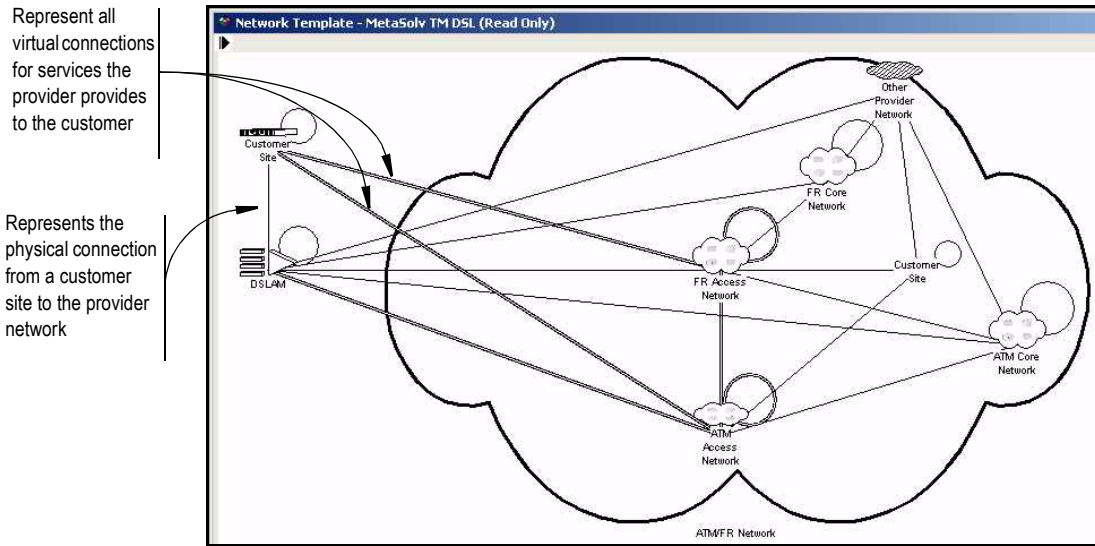 Represent all
virtual connections
for services the
provider provides
to the customer
Represents the
physical connection
from a customer
site to the provider
network
Network Template - MetaSolv TM DSL (Read Only)
Other
Provider
Network
Customer
Site
FR Core
Network
DSLAM
FR Access
Network
Customer
Site
ATM Core
Network
ATM
Access
Network
ATM/FR Network